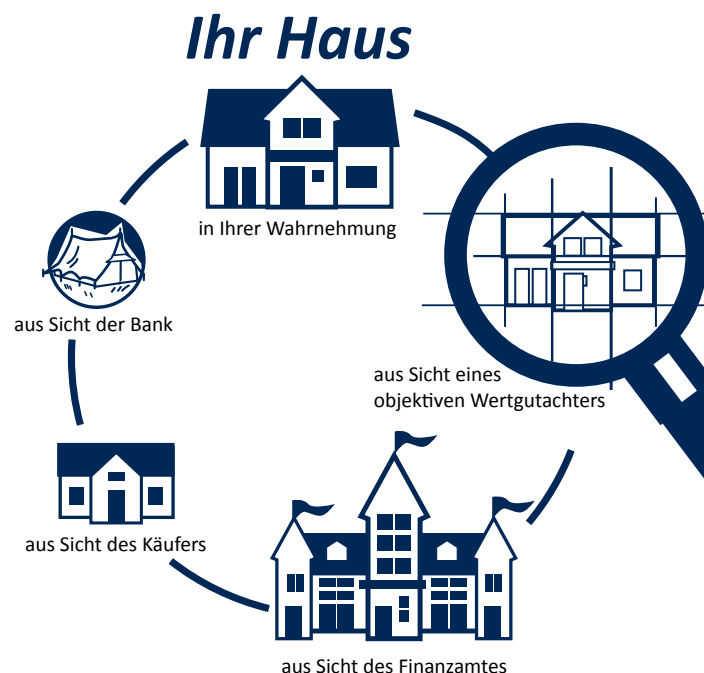 Ihr Haus
in Ihrer Wahrnehmung
aus Sicht eines
objektiven Wertgutachters
aus Sicht des Finanzamtes
aus Sicht des Käufers
aus Sicht der Bank